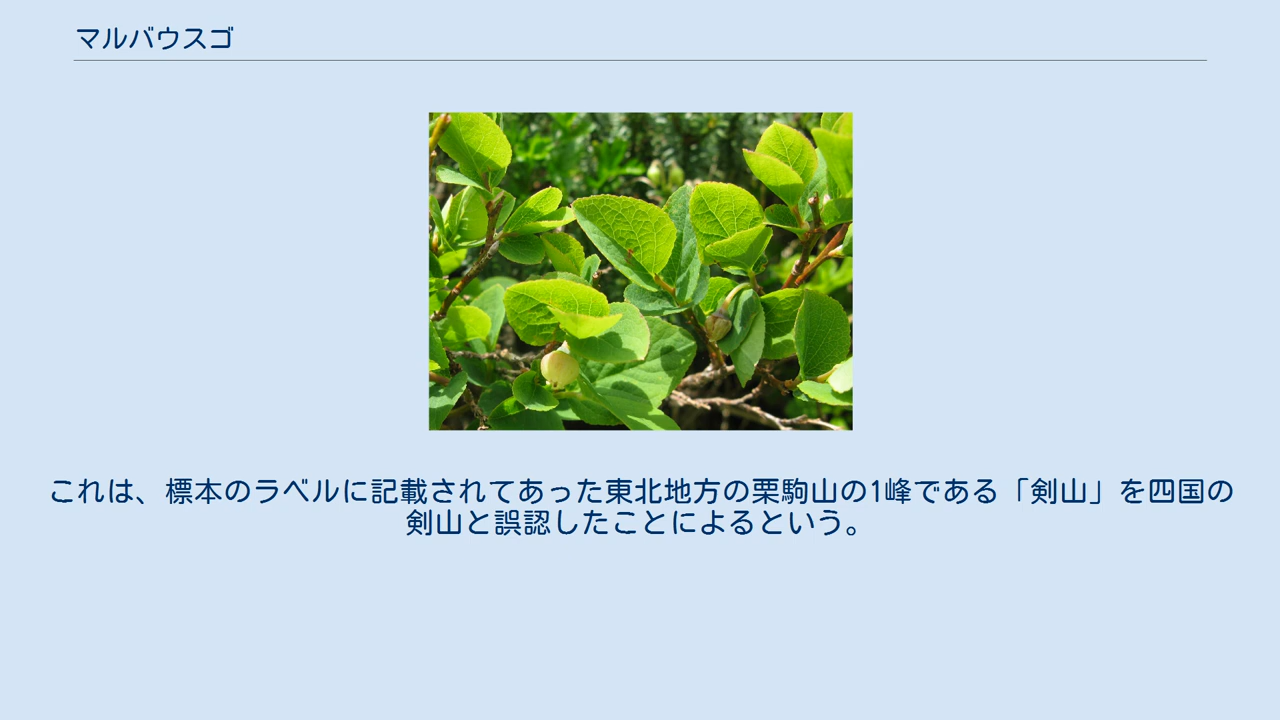 マルバウスゴ
これは、標本のラベルに記載されてあった東北地方の栗駒山の1峰である「剣山」を四国の
剣山と誤認したことによるという。